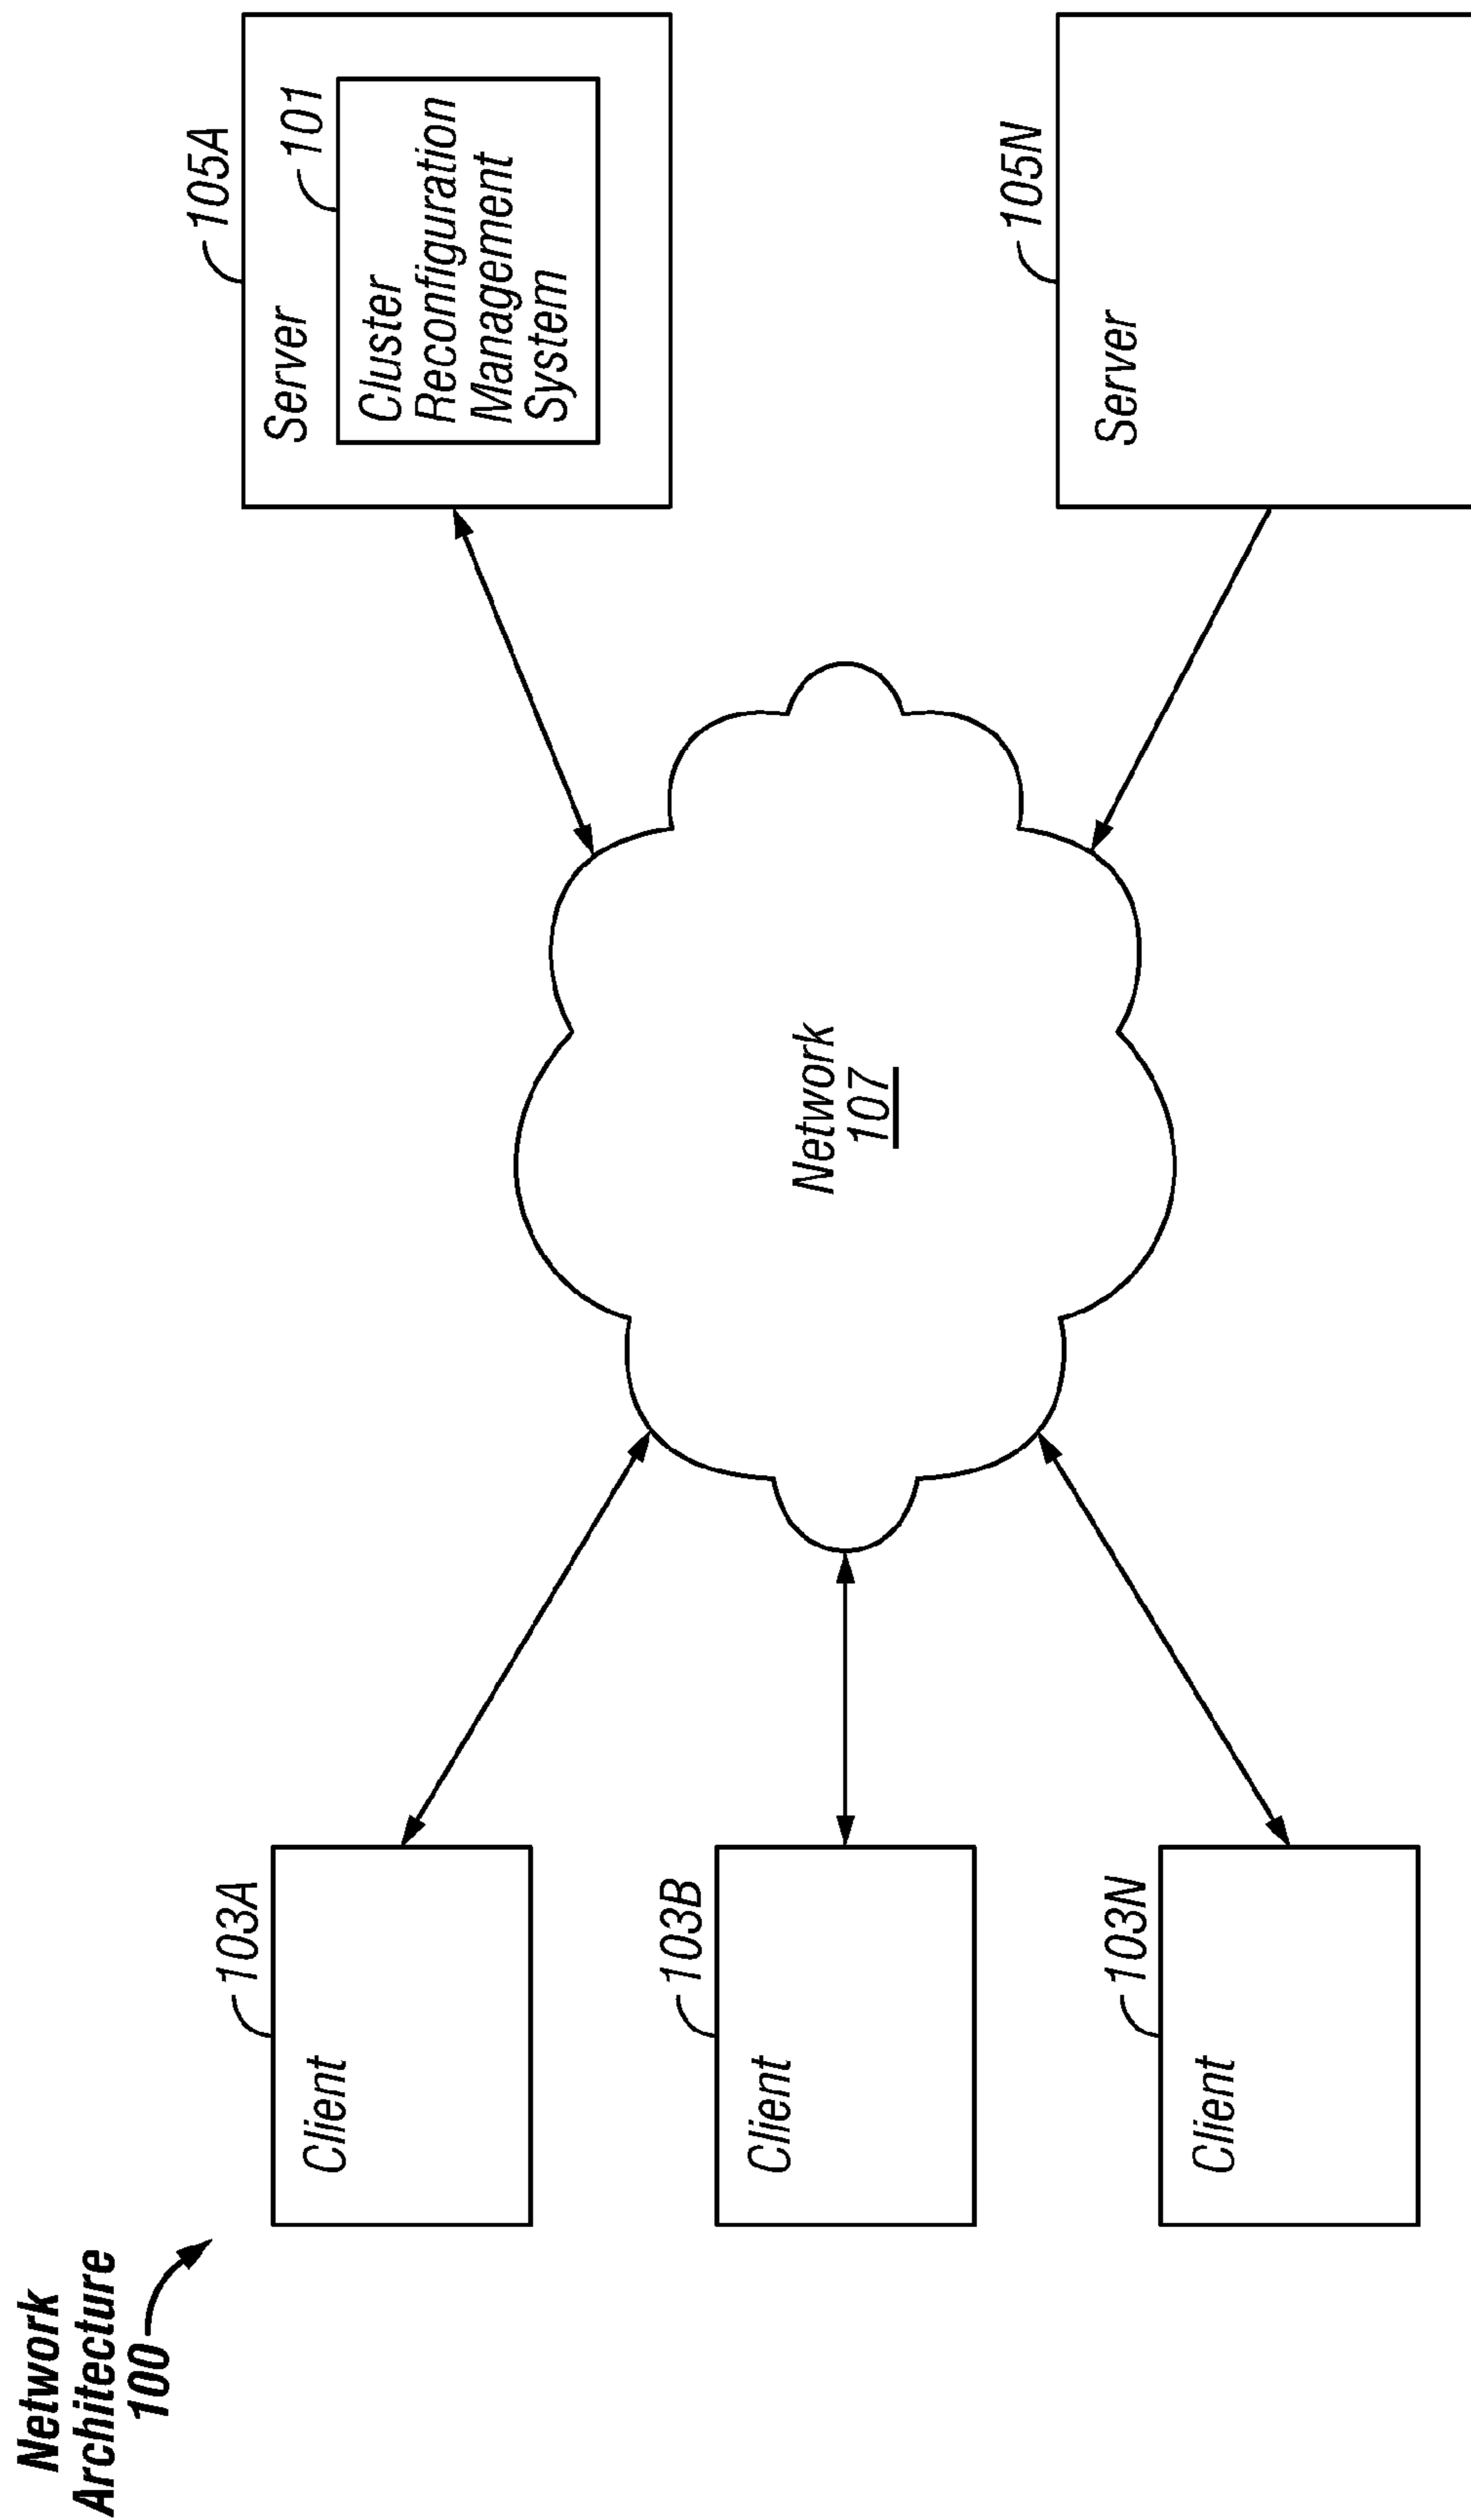 Network
Architecture
100
103A
Client
103B
Client
103N
Client
Network
107
105A
Server
101
Cluster
Reconfiguration
Management
System
105N
Server